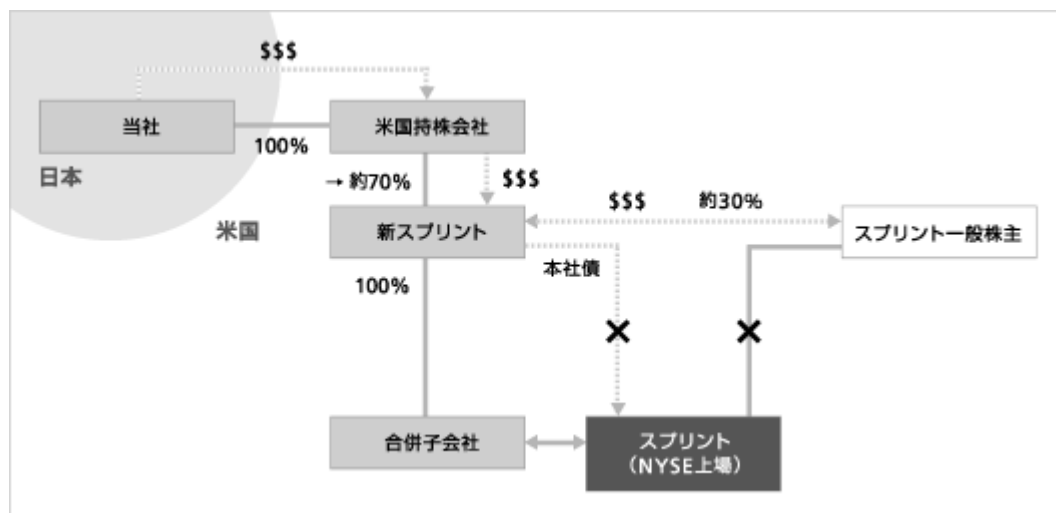 $$$
当社
100%
米国持株会社
日本
→ 約70%
$$$
米国
新スプリント
$$$
約30%
スプリント一般株主
本社債
100%
合併子会社
スプリント
（NYSE上場）